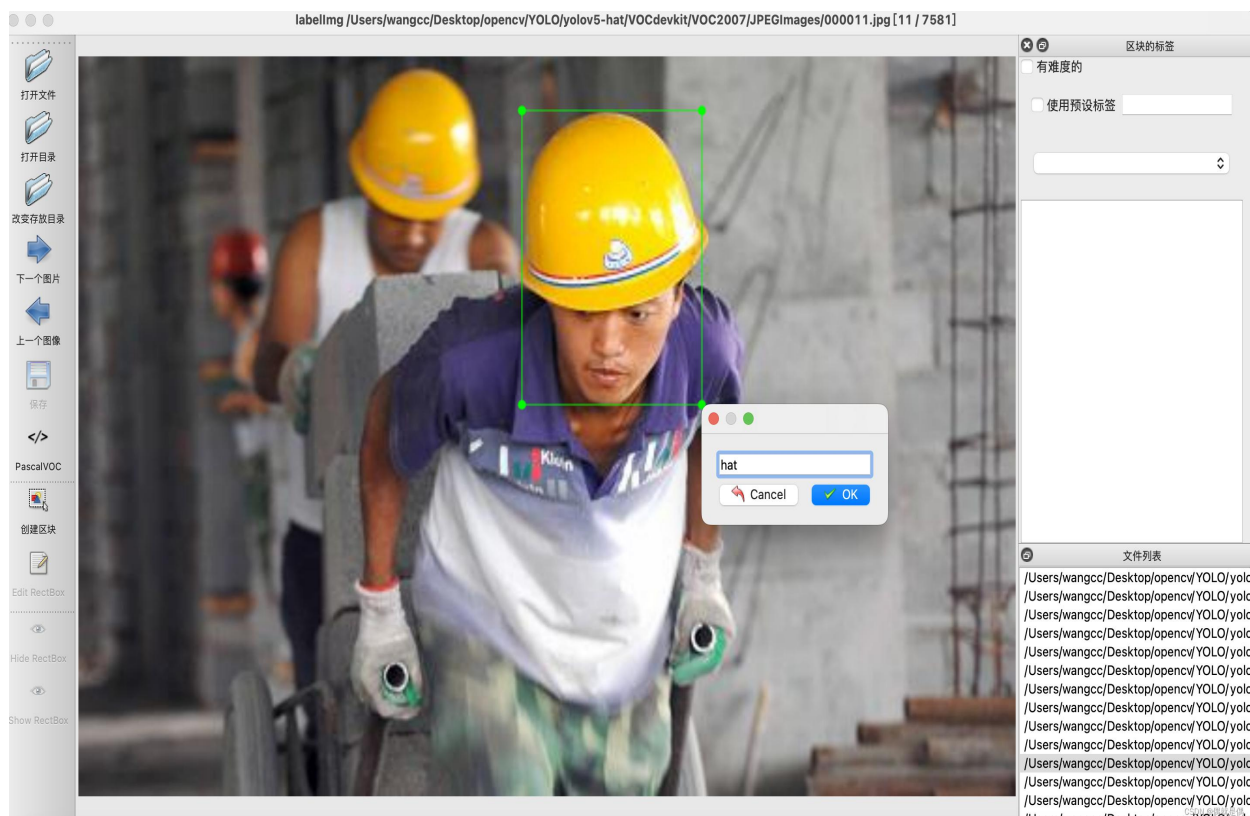 labelImg /Users/wangcc/Desktop/opencv/YOLO/yolov5-hat/VOCdevkit/VOC2007/JPEGImages/000011.jpg [11 / 7581]
打开文件
打开目录
改变存放目录
下一个图片
上一个图像
保存
</>
PascalVOC
创建区块
Edit RectBox
Hide RectBox
Show RectBox
Klein
hat
Cancel
OK
区块的标签
有难度的
使用预设标签
文件列表
/Users/wangcc/Desktop/opencv/YOLO/yolo
/Users/wangcc/Desktop/opencv/YOLO/yolo
/Users/wangcc/Desktop/opencv/YOLO/yolo
/Users/wangcc/Desktop/opencv/YOLO/yolo
/Users/wangcc/Desktop/opencv/YOLO/yolo
/Users/wangcc/Desktop/opencv/YOLO/yolo
/Users/wangcc/Desktop/opencv/YOLO/yolo
/Users/wangcc/Desktop/opencv/YOLO/yolo
/Users/wangcc/Desktop/opencv/YOLO/yolo
/Users/wangcc/Desktop/opencv/YOLO/yolo
/Users/wangcc/Desktop/opencv/YOLO/yolo
/Users/wangcc/Desktop/opencv/YOLO/yolo
/Users/wangcc/Desktop/opencv/YOLO/yolo